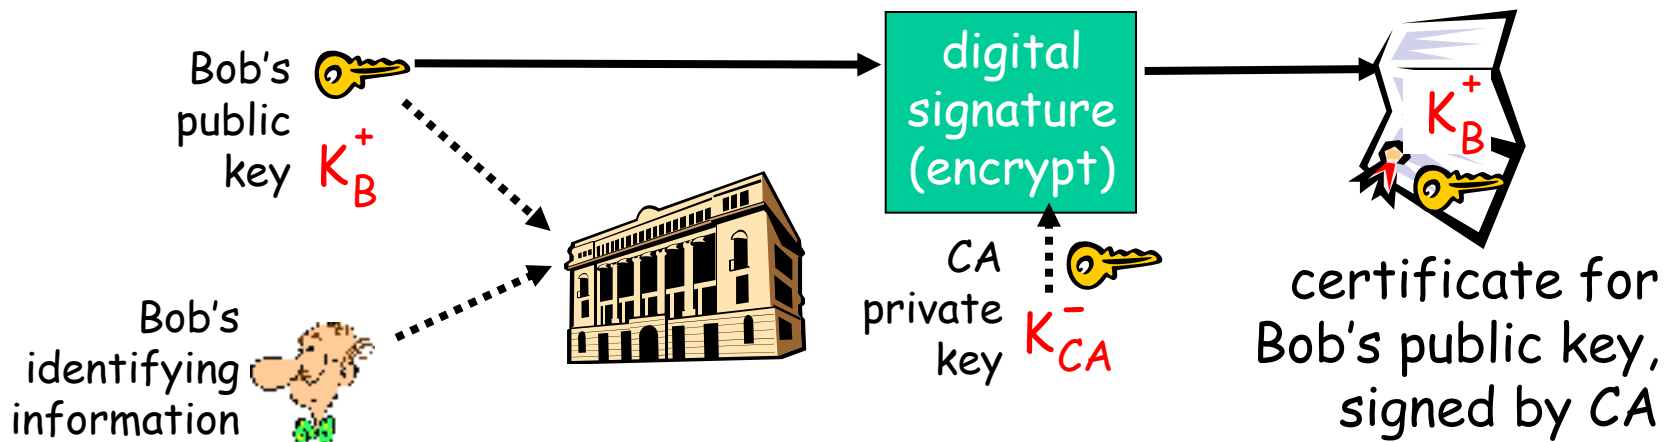 Bob's
public
key
K+B
digital
signature
(encrypt)
K+B
CA
private
key
K-CA
Bob's
identifying
information
certificate for
Bob's public key,
signed by CA